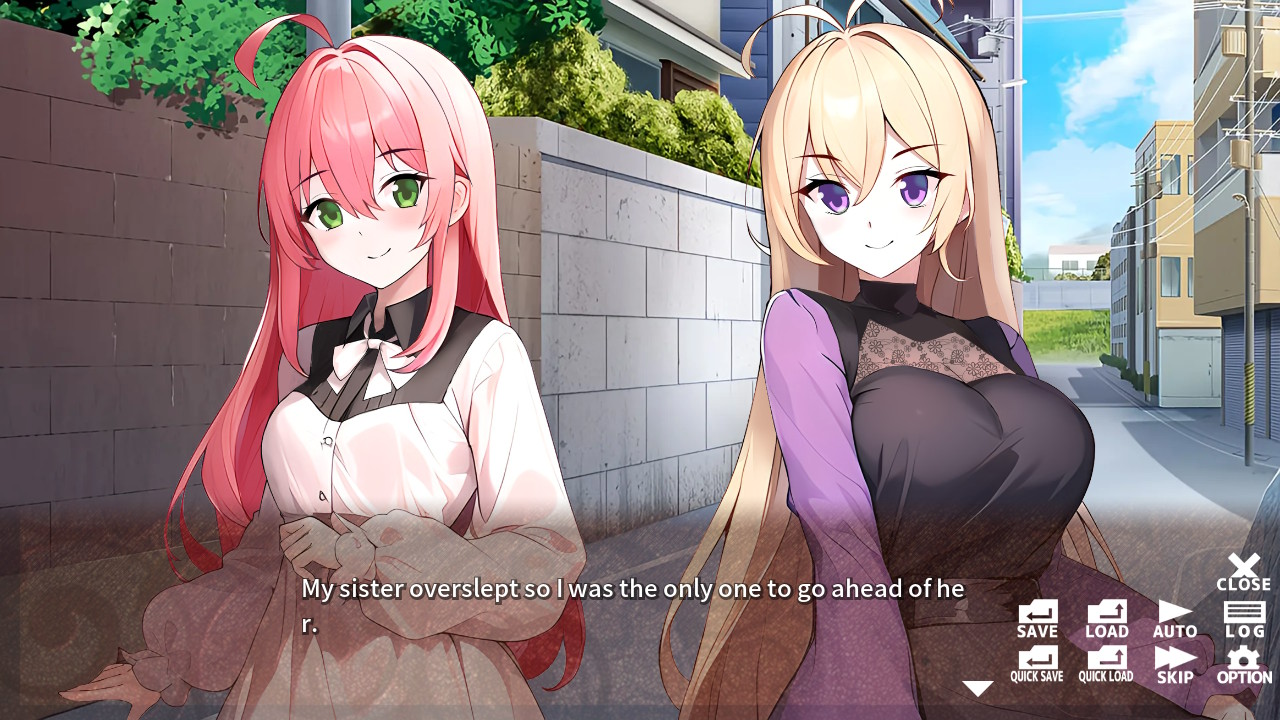 My sister overslept so I was the only one to go ahead of he
r.
CLOSE
SAVE
LOAD
AUTO
LOG
QUICK SAVE
QUICK LOAD
SKIP
OPTION